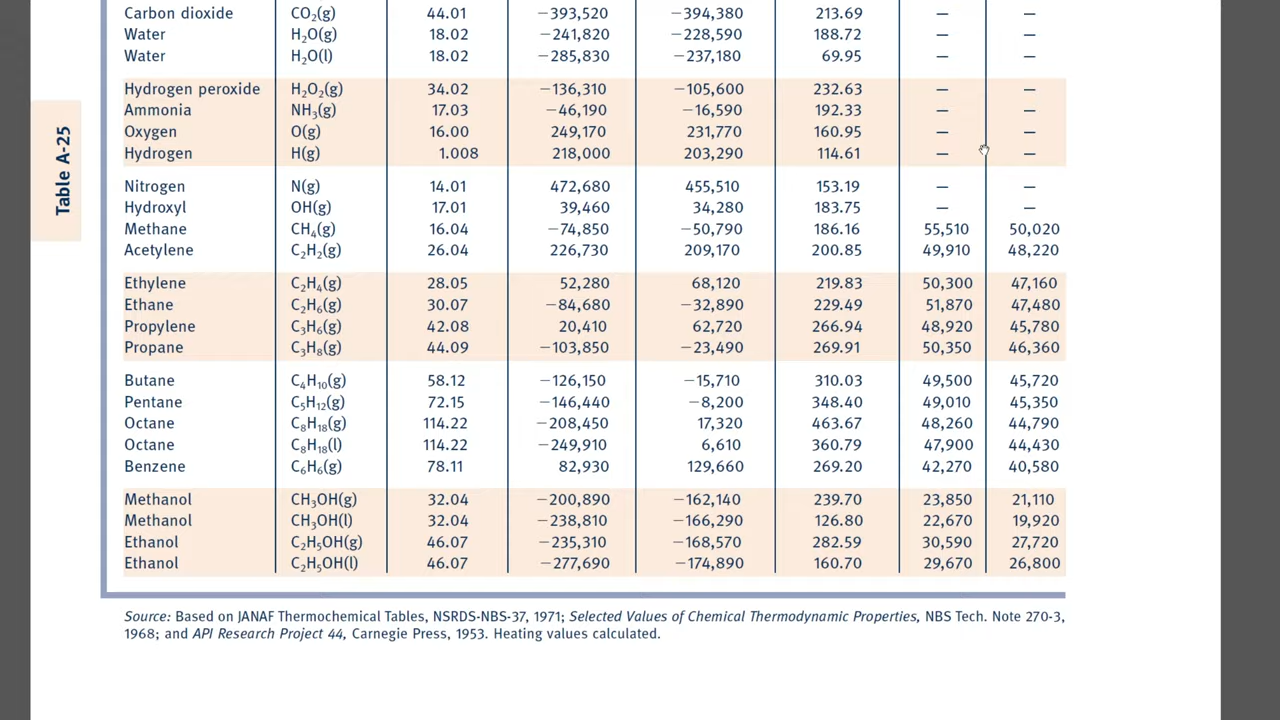 Carbon dioxide CO₂(g) 44.01 −393,520 −394,380 213.69 — —
Water H₂O(g) 18.02 −241,820 −228,590 188.72 — —
Water H₂O(l) 18.02 −285,830 −237,180 69.95 — —
Hydrogen peroxide H₂O₂(g) 34.02 −136,310 −105,600 232.63 — —
Ammonia NH₃(g) 17.03 −46,190 −16,590 192.33 — —
Oxygen O(g) 16.00 249,170 231,770 160.95 — —
Hydrogen H(g) 1.008 218,000 203,290 114.61 — —
Table A-25
Nitrogen N(g) 14.01 472,680 455,510 153.19 — —
Hydroxyl OH(g) 17.01 39,460 34,280 183.75 — —
Methane CH₄(g) 16.04 −74,850 −50,790 186.16 55,510 50,020
Acetylene C₂H₂(g) 26.04 226,730 209,170 200.85 49,910 48,220
Ethylene C₂H₄(g) 28.05 52,280 68,120 219.83 50,300 47,160
Ethane C₂H₆(g) 30.07 −84,680 −32,890 229.49 51,870 47,480
Propylene C₃H₆(g) 42.08 20,410 62,720 266.94 48,920 45,780
Propane C₃H₈(g) 44.09 −103,850 −23,490 269.91 50,350 46,360
Butane C₄H₁₀(g) 58.12 −126,150 −15,710 310.03 49,500 45,720
Pentane C₅H₁₂(g) 72.15 −146,440 −8,200 348.40 49,010 45,350
Octane C₈H₁₈(g) 114.22 −208,450 17,320 463.67 48,260 44,790
Octane C₈H₁₈(l) 114.22 −249,910 6,610 360.79 47,900 44,430
Benzene C₆H₆(g) 78.11 82,930 129,660 269.20 42,270 40,580
Methanol CH₃OH(g) 32.04 −200,890 −162,140 239.70 23,850 21,110
Methanol CH₃OH(l) 32.04 −238,810 −166,290 126.80 22,670 19,920
Ethanol C₂H₅OH(g) 46.07 −235,310 −168,570 282.59 30,590 27,720
Ethanol C₂H₅OH(l) 46.07 −277,690 −174,890 160.70 29,670 26,800
Source: Based on JANAF Thermochemical Tables, NSRDS-NBS-37, 1971; Selected Values of Chemical Thermodynamic Properties, NBS Tech. Note 270-3,
1968; and API Research Project 44, Carnegie Press, 1953. Heating values calculated.